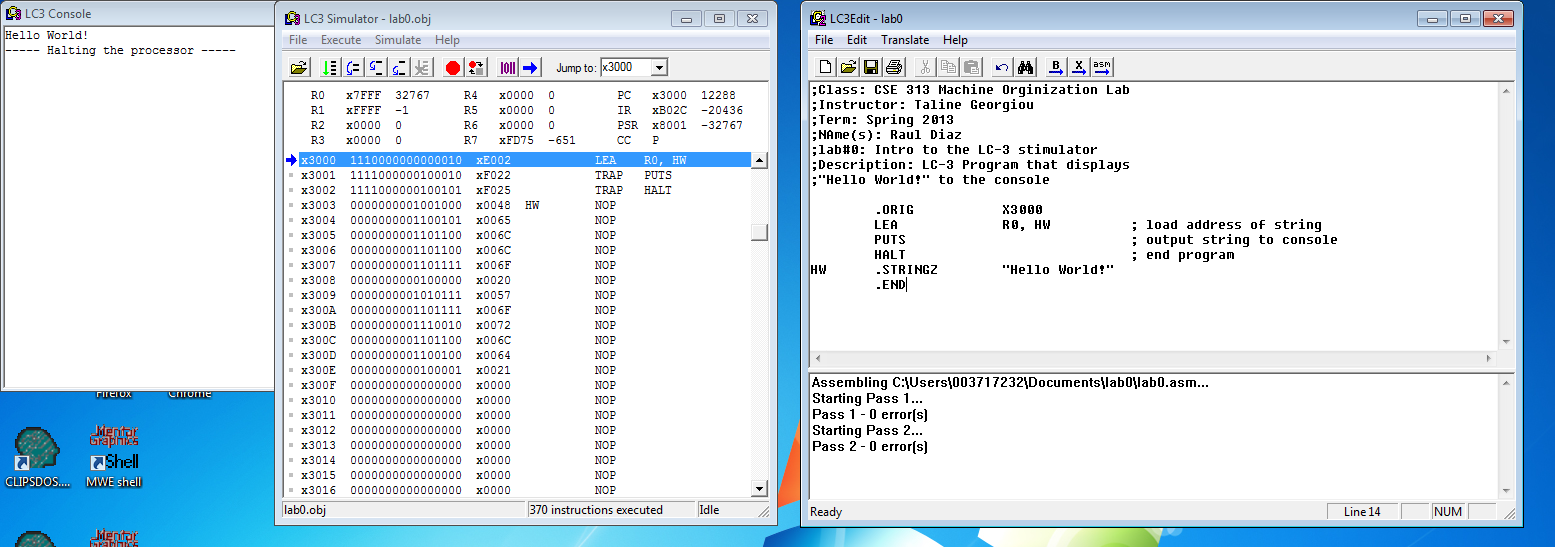 LC3 Console
Hello World!
----- Halting the processor -----
Firefox
Chrome
Mentor
Graphics
Shell
CLIPSDOS....
MWE shell
Mentor
Graphics
LC3 Simulator - lab0.obj
File Execute Simulate Help
Jump to: x3000
R0 x7FFF 32767 R4 x0000 0 PC x3000 12288
R1 xFFFF -1 R5 x0000 0 IR xB02C -20436
R2 x0000 0 R6 x0000 0 PSR x8001 -32767
R3 x0000 0 R7 xFD75 -651 CC P
x3000 1110000000000010 xE002 LEA R0, HW
x3001 1111000000100010 xF022 TRAP PUTS
x3002 1111000000100101 xF025 TRAP HALT
x3003 0000000001001000 x0048 HW NOP
x3004 0000000001100101 x0065 NOP
x3005 0000000001101100 x006C NOP
x3006 0000000001101100 x006C NOP
x3007 0000000001101111 x006F NOP
x3008 0000000000100000 x0020 NOP
x3009 0000000001010111 x0057 NOP
x300A 0000000001101111 x006F NOP
x300B 0000000001110010 x0072 NOP
x300C 0000000001101100 x006C NOP
x300D 0000000001100100 x0064 NOP
x300E 0000000000100001 x0021 NOP
x300F 0000000000000000 x0000 NOP
x3010 0000000000000000 x0000 NOP
x3011 0000000000000000 x0000 NOP
x3012 0000000000000000 x0000 NOP
x3013 0000000000000000 x0000 NOP
x3014 0000000000000000 x0000 NOP
x3015 0000000000000000 x0000 NOP
x3016 0000000000000000 x0000 NOP
lab0.obj 370 instructions executed Idle
LC3Edit - lab0
File Edit Translate Help
B X asm
;Class: CSE 313 Machine Orginization Lab
;Instructor: Taline Georgiou
;Term: Spring 2013
;NAme(s): Raul Diaz
;lab#0: Intro to the LC-3 stimulator
;Description: LC-3 Program that displays
;"Hello World!" to the console
.ORIG X3000
LEA R0, HW ; load address of string
PUTS ; output string to console
HALT ; end program
HW .STRINGZ "Hello World!"
.END
Assembling C:\Users\003717232\Documents\lab0\lab0.asm...
Starting Pass 1...
Pass 1 - 0 error(s)
Starting Pass 2...
Pass 2 - 0 error(s)
Ready Line 14 NUM